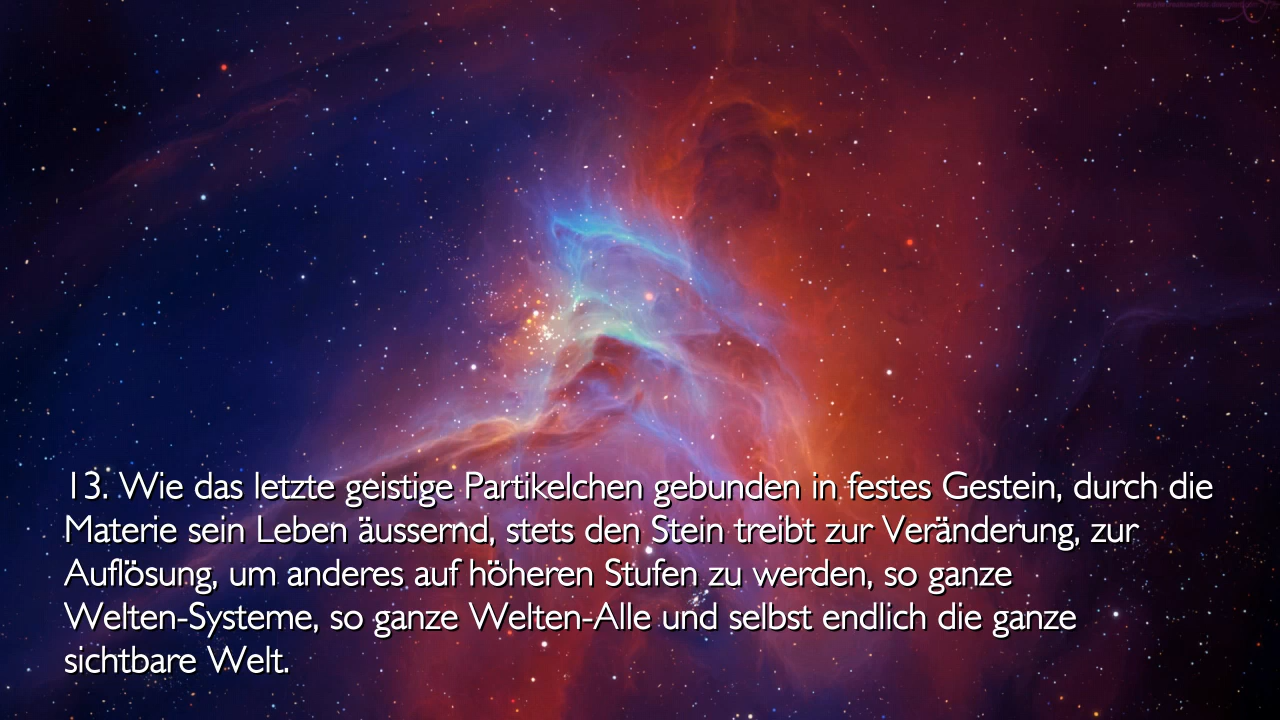 13. Wie das letzte geistige Partikelchen gebunden in festes Gestein, durch die
Materie sein Leben äussernd, stets den Stein treibt zur Veränderung, zur
Auflösung, um anderes auf höheren Stufen zu werden, so ganze
Welten-Systeme, so ganze Welten-Alle und selbst endlich die ganze
sichtbare Welt.